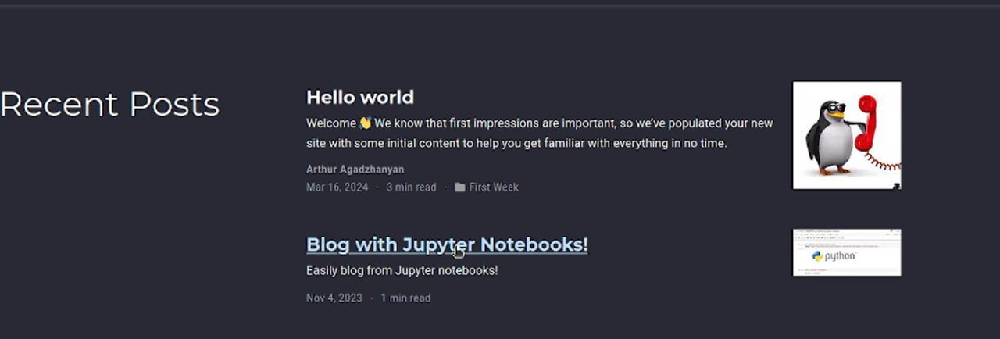 Recent Posts
Hello world
Welcome 👋 We know that first impressions are important, so we've populated your new
site with some initial content to help you get familiar with everything in no time.
Arthur Agadzhanyan
Mar 16, 2024 · 3 min read · First Week
Blog with Jupyter Notebooks!
Easily blog from Jupyter notebooks!
Nov 4, 2023 · 1 min read
python